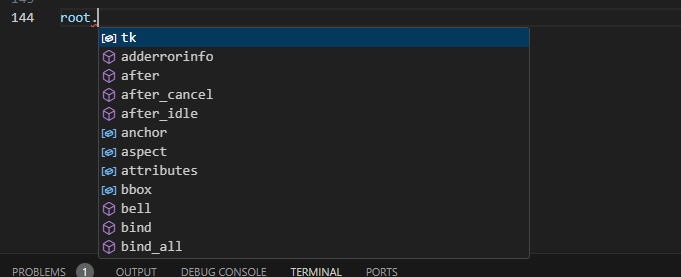 144 root.
tk
adderrorinfo
after
after_cancel
after_idle
anchor
aspect
attributes
bbox
bell
bind
bind_all
PROBLEMS 1 OUTPUT DEBUG CONSOLE TERMINAL PORTS